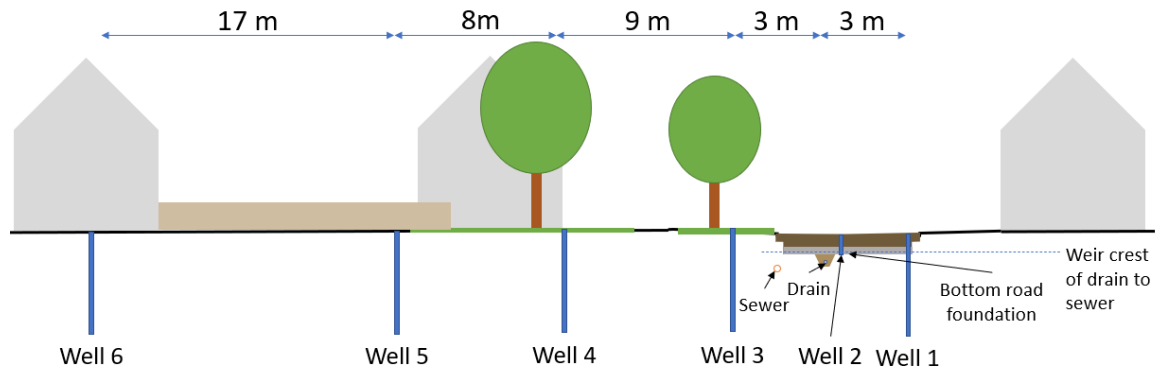 17 m
8m
9 m
3 m
3 m
Weir crest
of drain to
sewer
Sewer
Drain
Bottom road
foundation
Well 6
Well 5
Well 4
Well 3
Well 2
Well 1